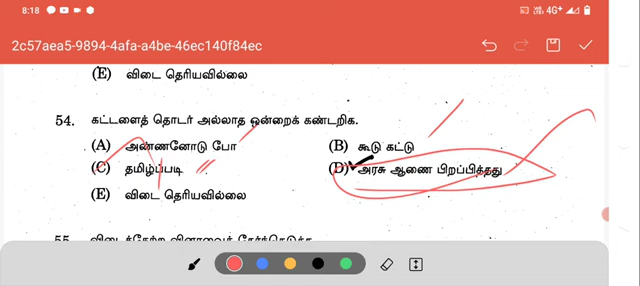 8:18 4G+
2c57aea5-9894-4afa-a4be-46ec140f84ec
(E) விடை தெரியவில்லை
54. கட்டளைத் தொடர் அல்லாத ஒன்றைக் கண்டறிக.
(A) அண்ணனோடு போ (B) கூடு கட்டு
(C) தமிழ்ப்படி (D) அரசு ஆணை பிறப்பித்தது
(E) விடை தெரியவில்லை
55. விடைக்கேற்ற வினாவைத் தேர்ந்தெடுக்க